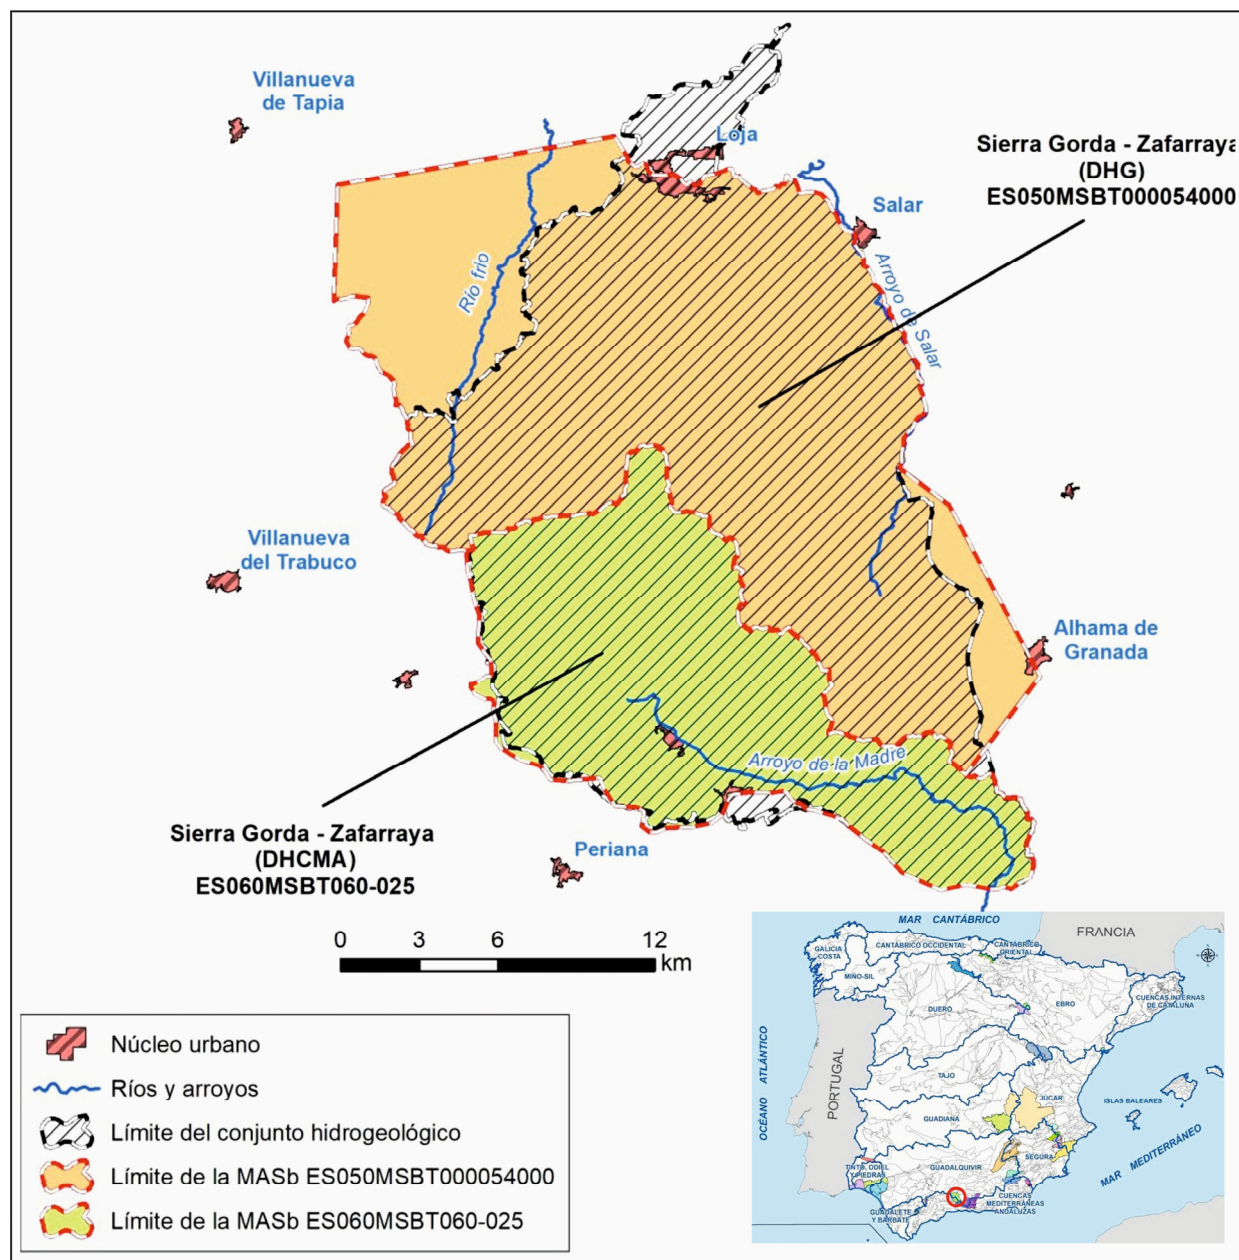 Villanueva
de Tapia
Loja
Sierra Gorda - Zafarraya
(DHG)
ES050MSBT000054000
Salar
Río frio
Arroyo de Salar
Villanueva
del Trabuco
Alhama de
Granada
Arroyo de la Madre
Sierra Gorda - Zafarraya
(DHCMA)
ES060MSBT060-025
Periana
0 3 6 12
km
Núcleo urbano
Ríos y arroyos
Límite del conjunto hidrogeológico
Límite de la MASb ES050MSBT000054000
Límite de la MASb ES060MSBT060-025
MAR CANTÁBRICO
FRANCIA
GALICIA
COSTA
CANTÁBRICO OCCIDENTAL
CANTÁBRICO
ORIENTAL
MIÑO-SIL
DUERO
EBRO
CUENCAS INTERNAS
DE CATALUÑA
OCÉANO ATLÁNTICO
PORTUGAL
TAJO
ISLAS BALEARES
JÚCAR
GUADIANA
MAR MEDITERRÁNEO
SEGURA
TINTO, ODIEL
Y PIEDRAS
GUADALQUIVIR
GUADALETE
Y BARBATE
CUENCAS
MEDITERRÁNEAS
ANDALUZAS